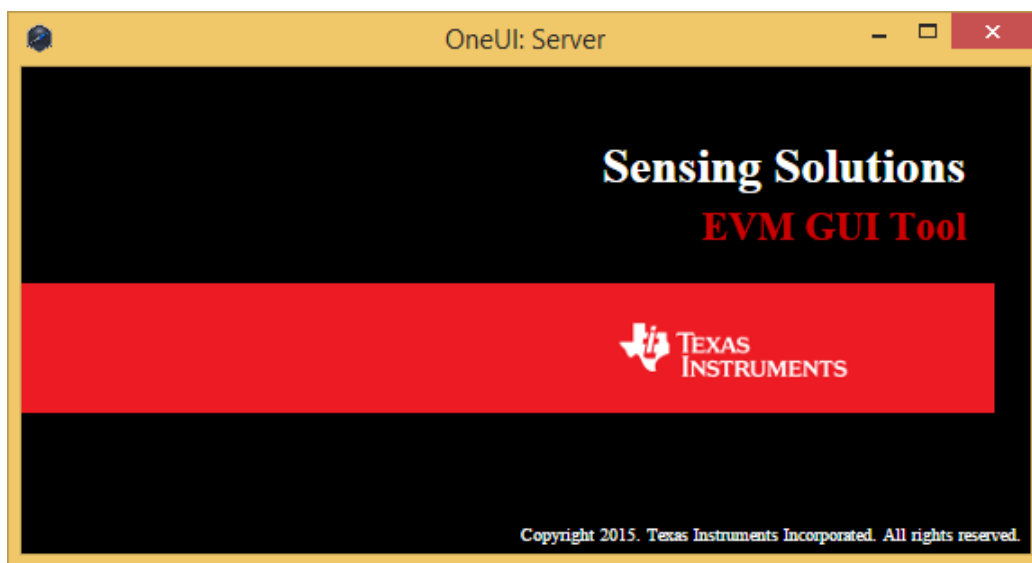 OneUI: Server
Sensing Solutions
EVM GUI Tool
TEXAS
INSTRUMENTS
Copyright 2015. Texas Instruments Incorporated. All rights reserved.